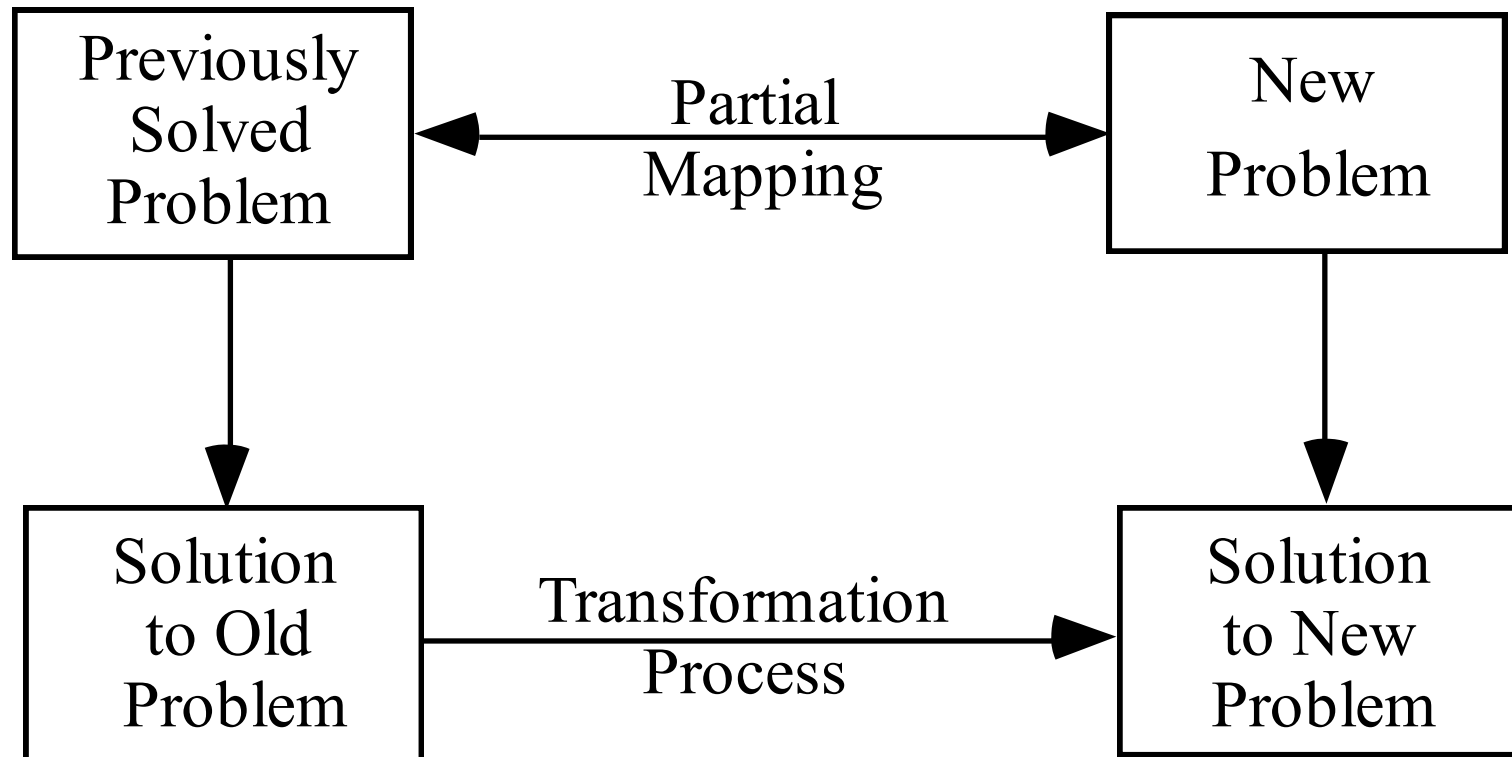 Previously
Solved
Problem
Partial
Mapping
New
Problem
Solution
to Old
Problem
Transformation
Process
Solution
to New
Problem